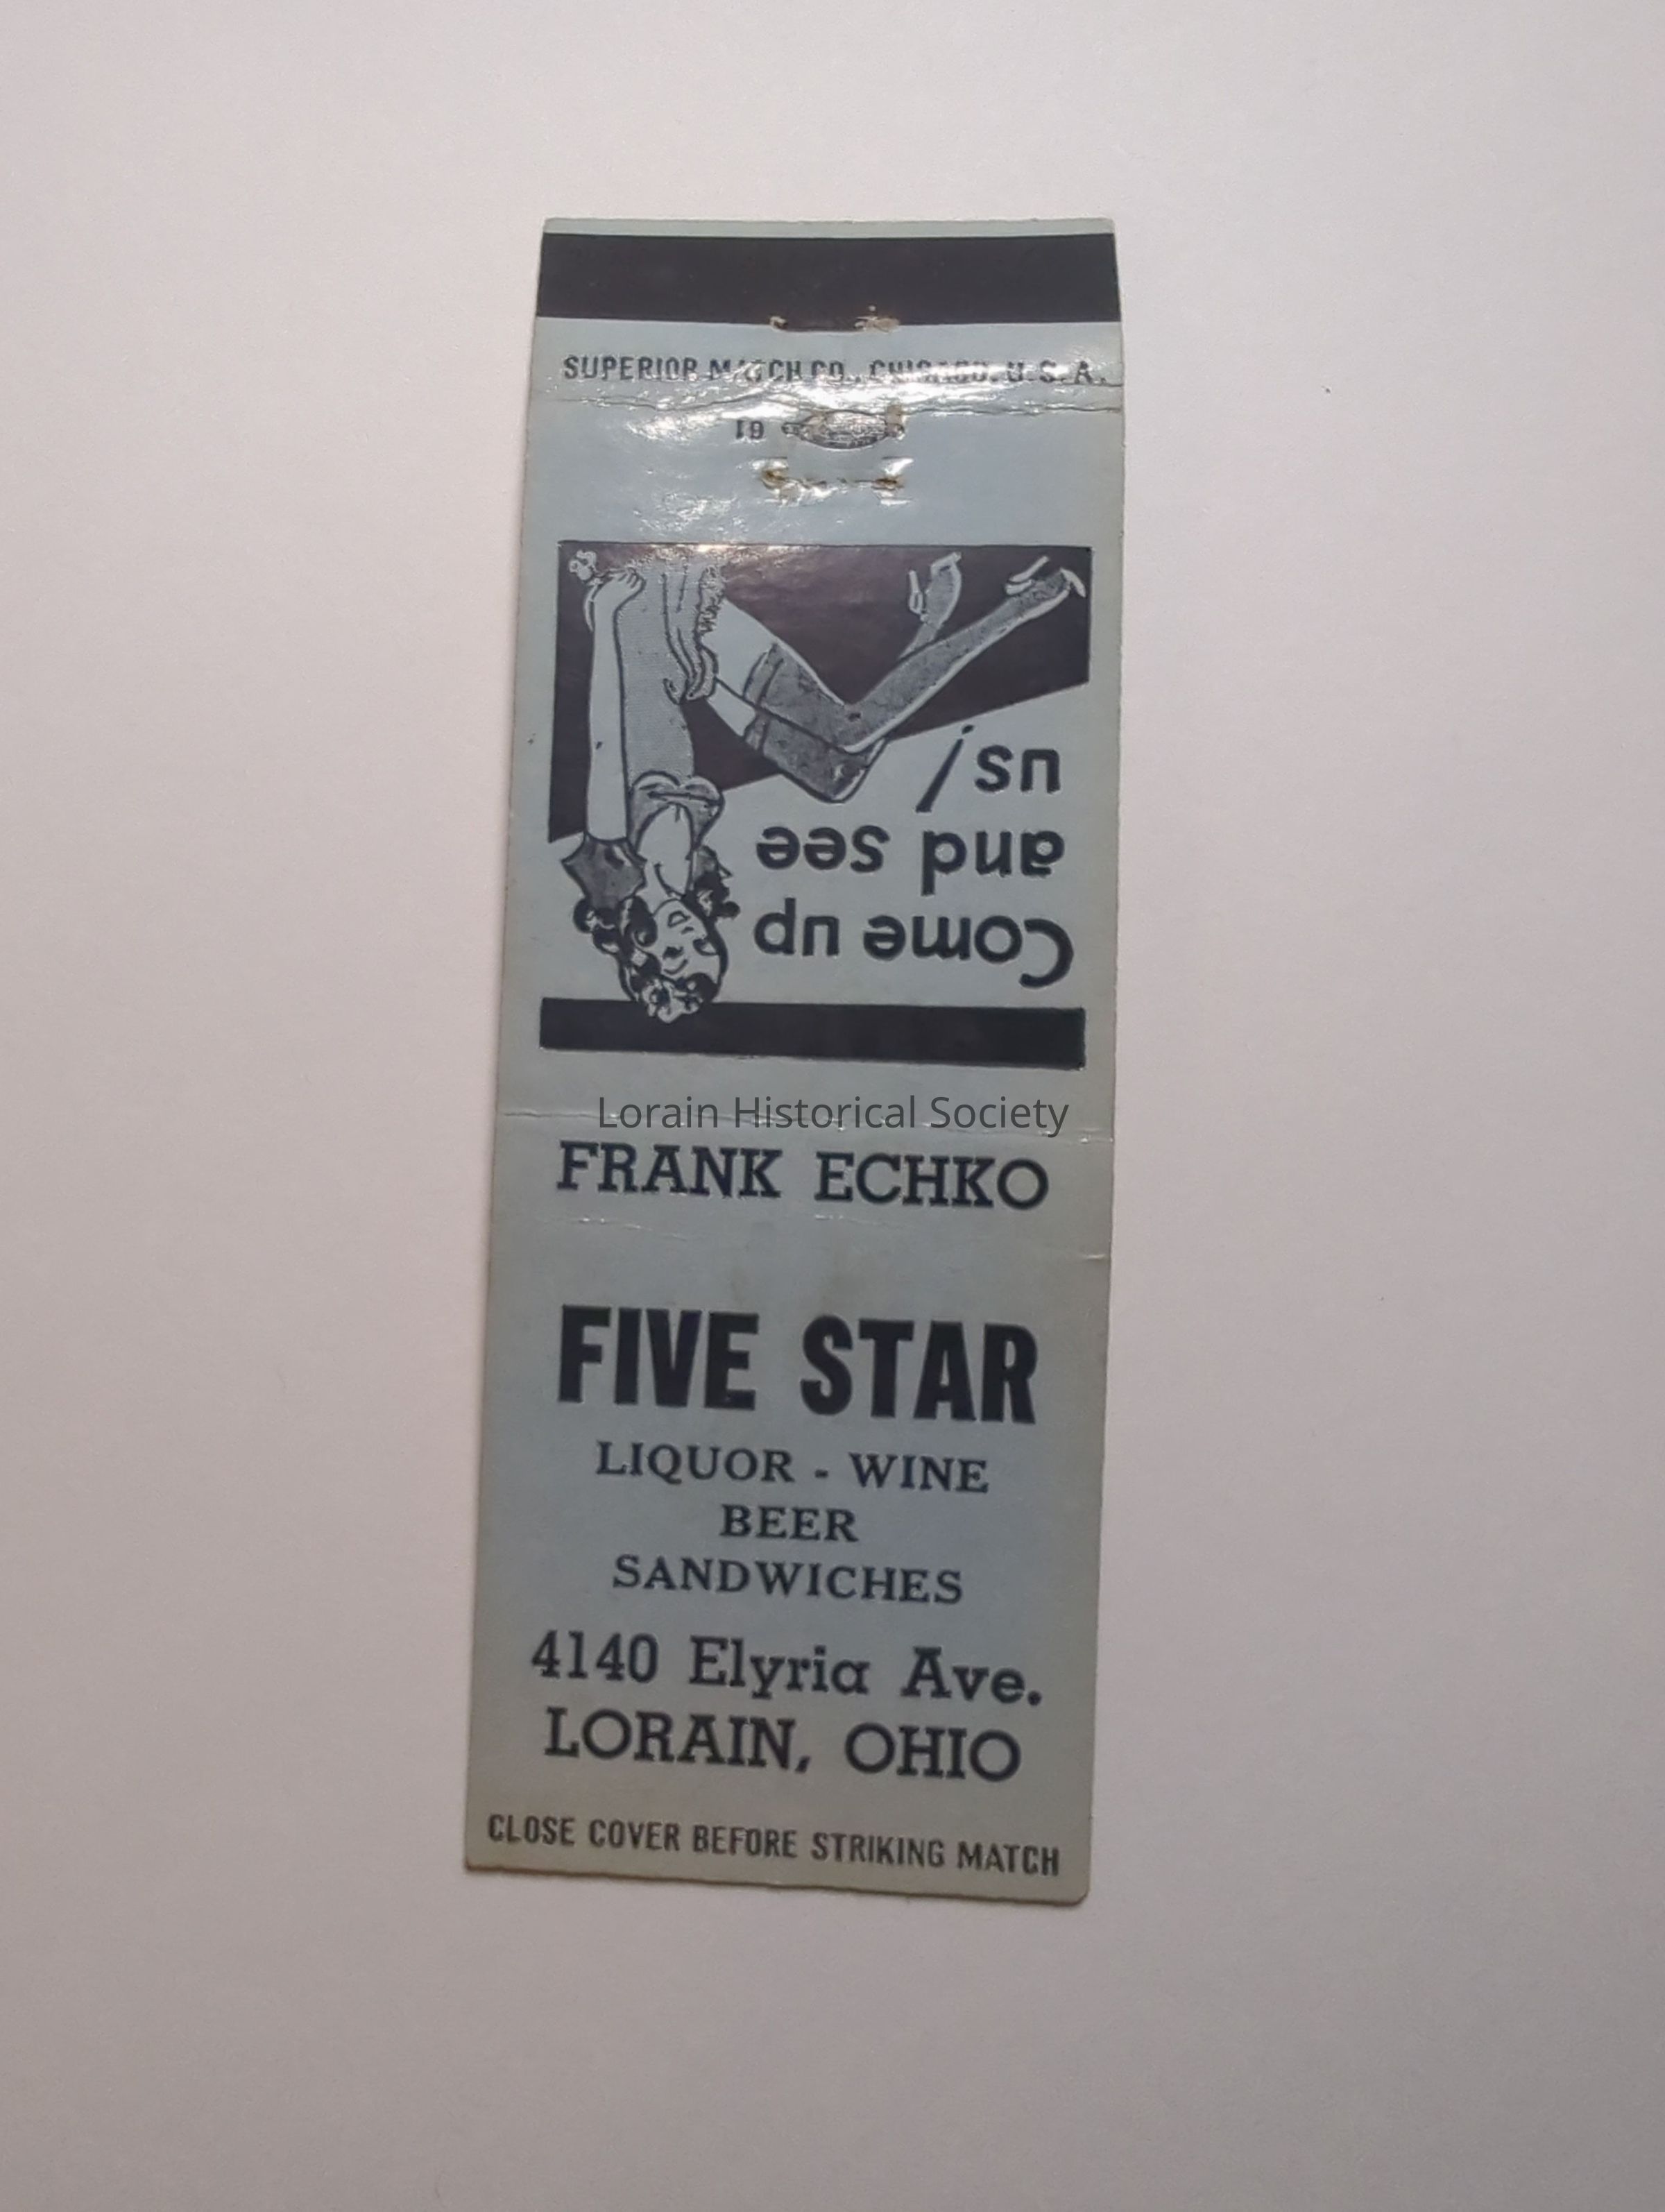 SUPERIOR MATCH CO., CHICAGO, U.S.A.
19
Come up
and see
us!
Lorain Historical Society
FRANK ECHKO
FIVE STAR
LIQUOR - WINE
BEER
SANDWICHES
4140 Elyria Ave.
LORAIN, OHIO
CLOSE COVER BEFORE STRIKING MATCH